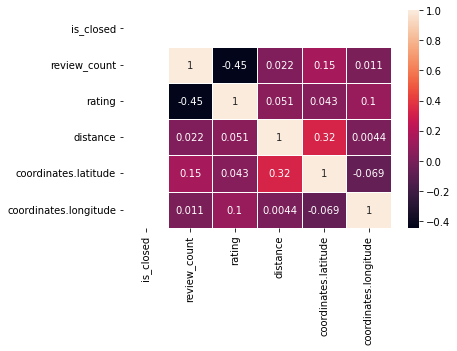 is_closed
review_count
rating
distance
coordinates.latitude
coordinates.longitude
1 -0.45 0.022 0.15 0.011
-0.45 1 0.051 0.043 0.1
0.022 0.051 1 0.32 0.0044
0.15 0.043 0.32 1 -0.069
0.011 0.1 0.0044 -0.069 1
is_closed
review_count
rating
distance
coordinates.latitude
coordinates.longitude
1.0
0.8
0.6
0.4
0.2
0.0
−0.2
−0.4